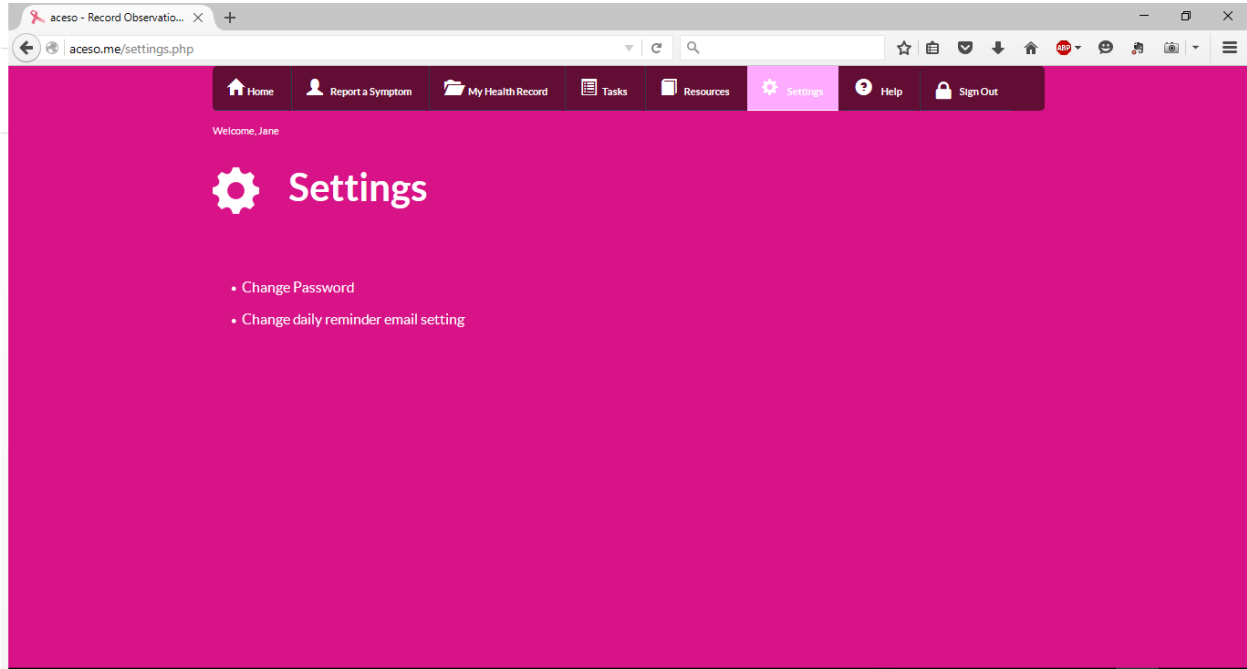 aceso - Record Observatio...
aceso.me/settings.php
ABP
Home Report a Symptom My Health Record Tasks Resources Settings Help Sign Out
Welcome, Jane
Settings
• Change Password
• Change daily reminder email setting